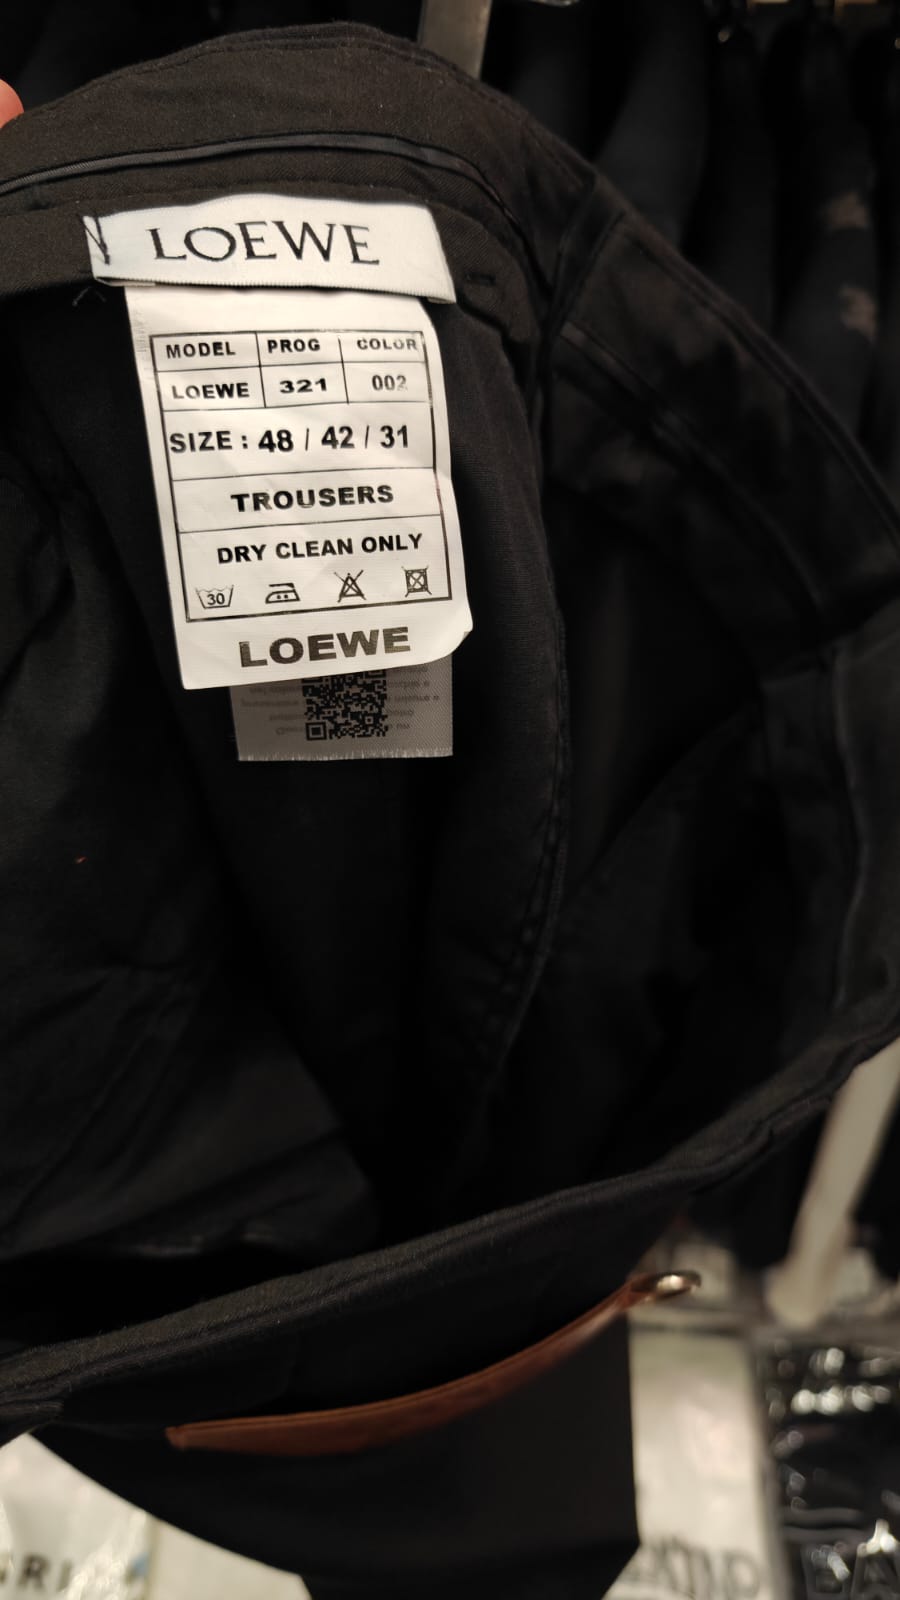 LOEWE
MODEL PROG COLOR
LOEWE 321 002
SIZE : 48 / 42 / 31
TROUSERS
DRY CLEAN ONLY
30
LOEWE